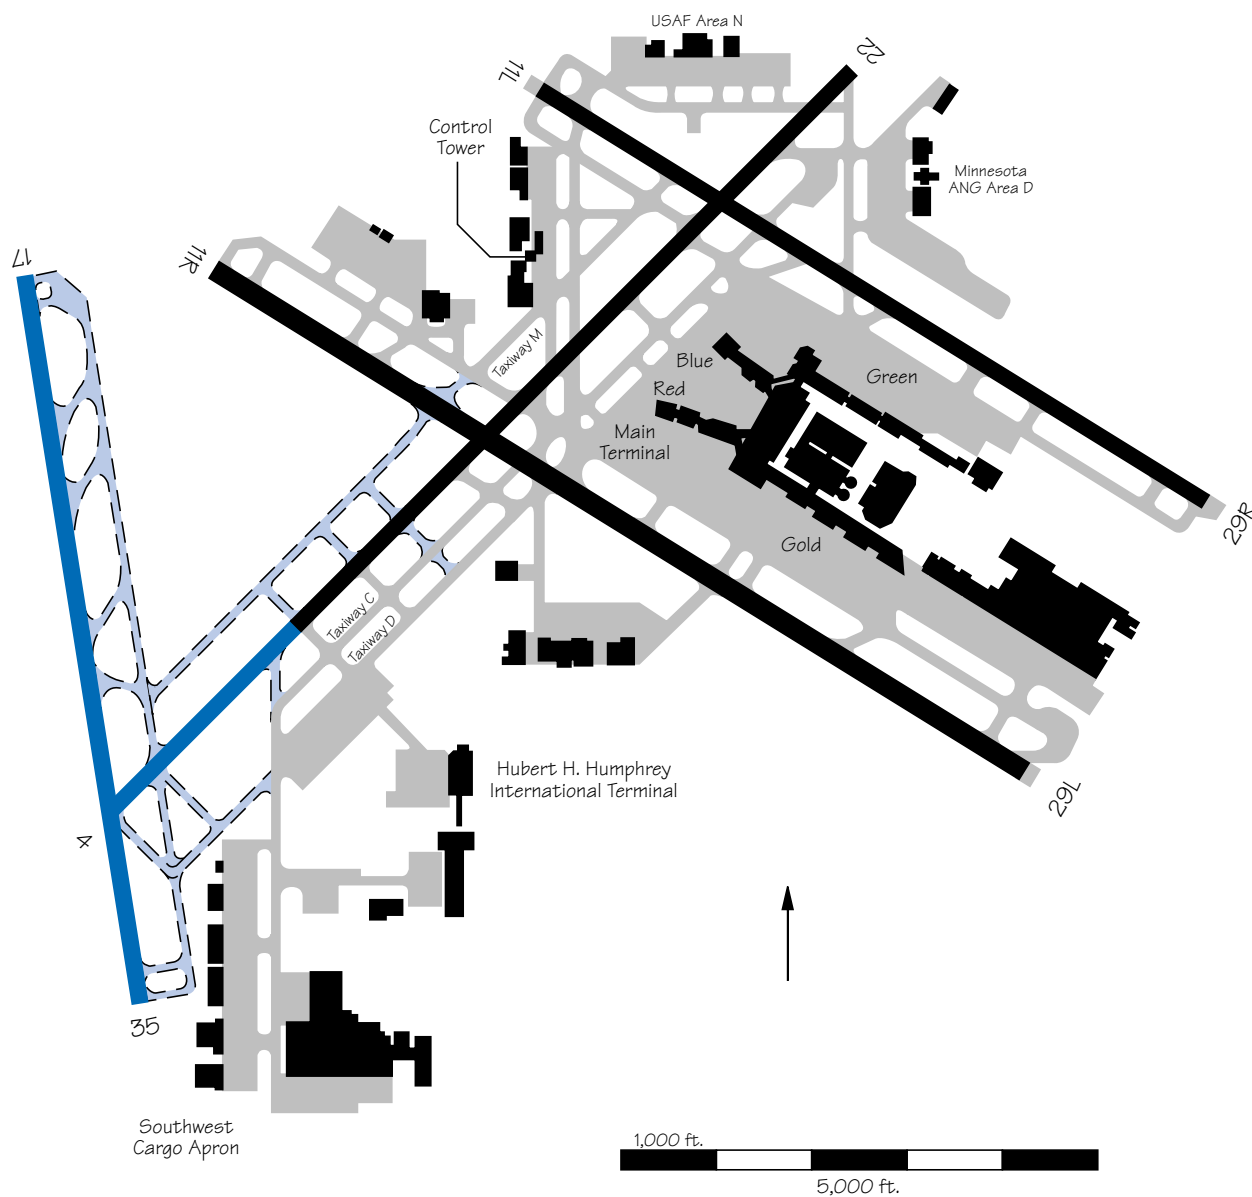 USAF Area N
22
11L
Control
Tower
Minnesota
ANG Area D
17
11R
Taxiway M
Blue
Green
Red
Main
Terminal
29R
Gold
Taxiway C
Taxiway D
Hubert H. Humphrey
International Terminal
29L
4
35
Southwest
Cargo Apron
1,000 ft.
5,000 ft.